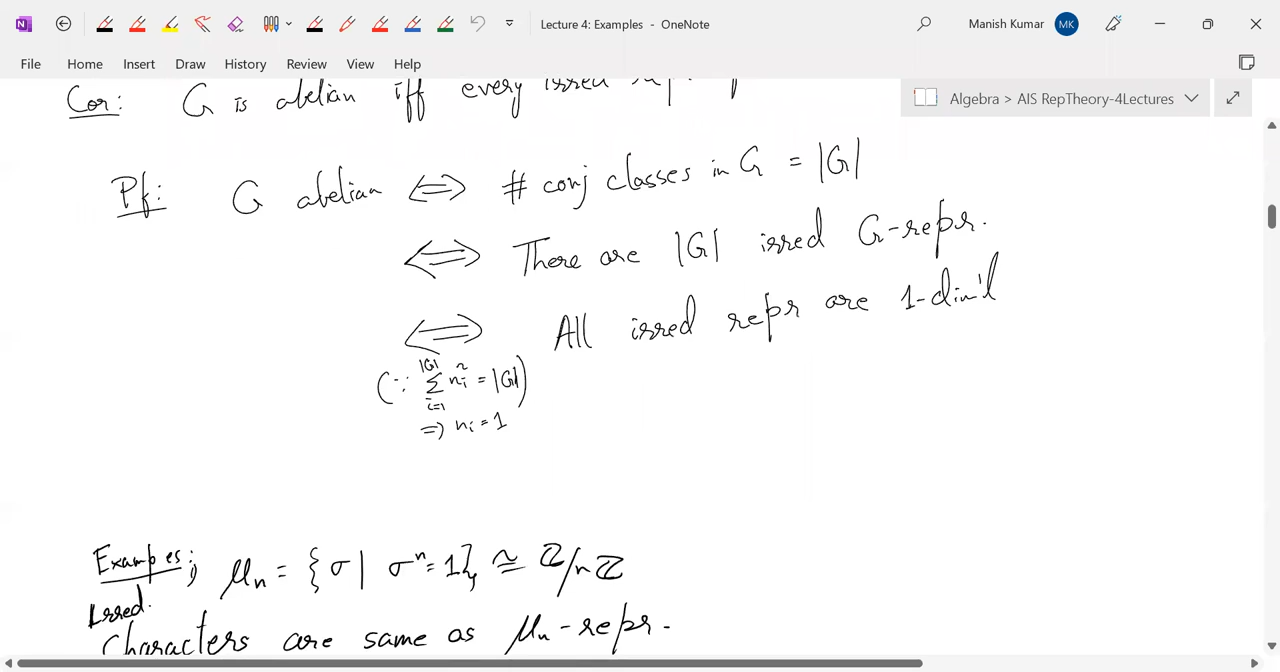 Lecture 4: Examples - OneNote
Manish Kumar MK
File Home Insert Draw History Review View Help
Algebra > AIS RepTheory-4Lectures
Cor: G is abelian iff every irred
Pf: G abelian ⟺ # conj classes in G = |G|
⟺ There are |G| irred G-repr.
⟺ All irred repr are 1-dim'l
(∵ ∑_{i=1}^{|G|} n_i^2 = |G|)
⇒ n_i = 1
Examples; μ_n = {σ | σ^n = 1} ≃ ℤ/nℤ
Irred.
Characters are same as μ_n-repr.